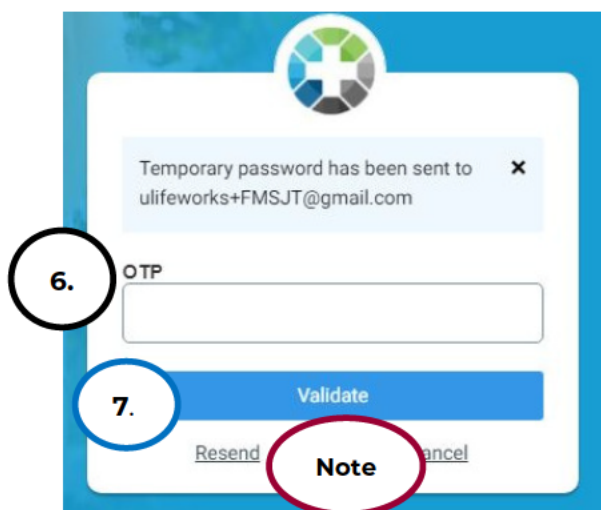 Temporary password has been sent to ×
ulifeworks+FMSJT@gmail.com
6.
OTP
7.
Validate
Resend
Note
ancel